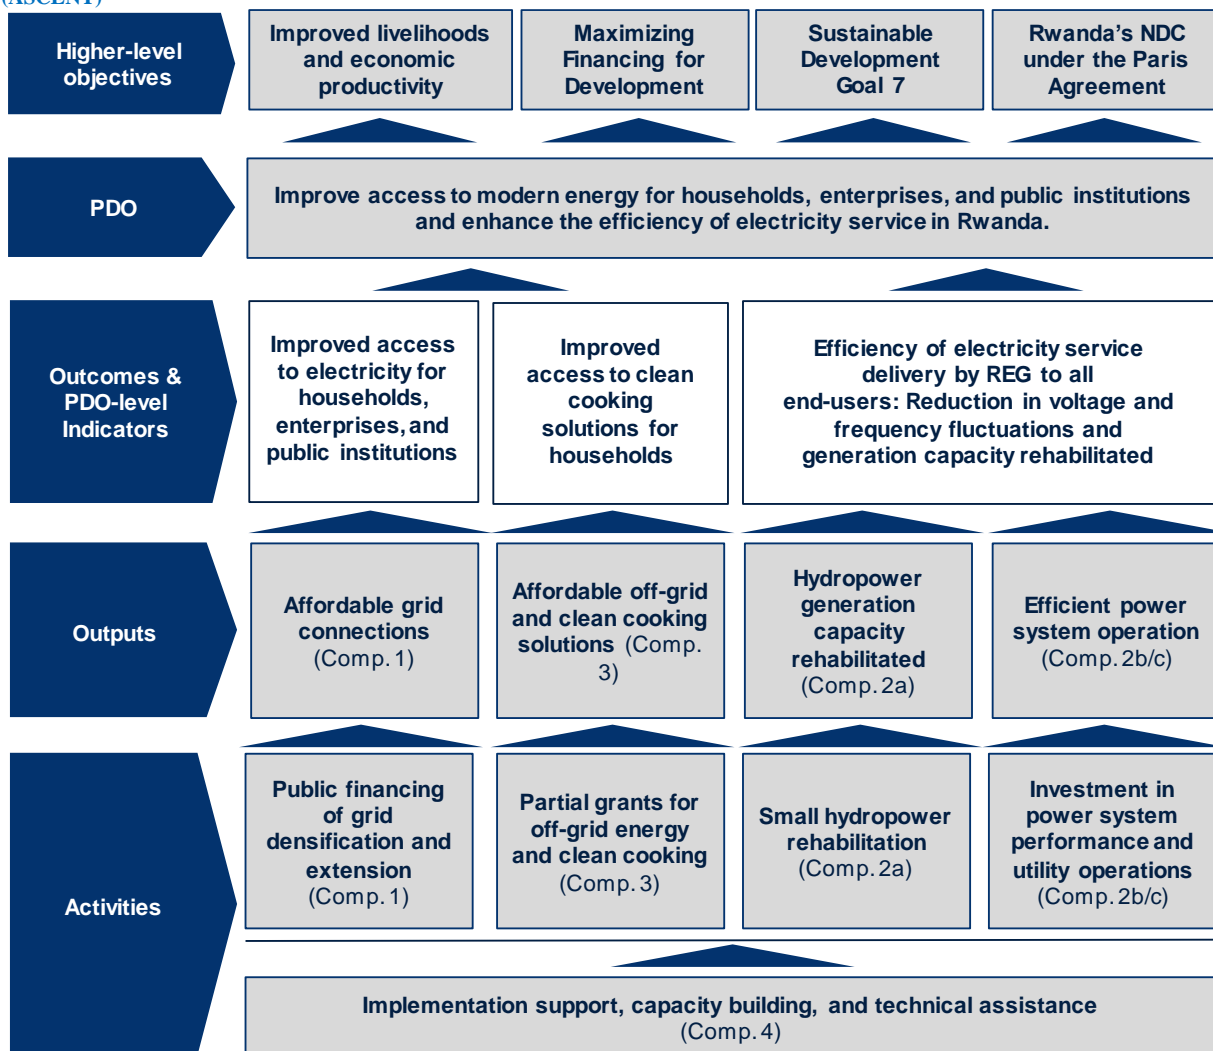 (ASCENT)
Higher-level
objectives
Improved livelihoods
and economic
productivity
Maximizing
Financing for
Development
Sustainable
Development
Goal 7
Rwanda's NDC
under the Paris
Agreement
PDO
Improve access to modern energy for households, enterprises, and public institutions
and enhance the efficiency of electricity service in Rwanda.
Outcomes &
PDO-level
Indicators
Improved access
to electricity for
households,
enterprises, and
public institutions
Improved
access to clean
cooking
solutions for
households
Efficiency of electricity service
delivery by REG to all
end-users: Reduction in voltage and
frequency fluctuations and
generation capacity rehabilitated
Outputs
Affordable grid
connections
(Comp. 1)
Affordable off-grid
and clean cooking
solutions (Comp.
3)
Hydropower
generation
capacity
rehabilitated
(Comp. 2a)
Efficient power
system operation
(Comp. 2b/c)
Activities
Public financing
of grid
densification and
extension
(Comp. 1)
Partial grants for
off-grid energy
and clean cooking
(Comp. 3)
Small hydropower
rehabilitation
(Comp. 2a)
Investment in
power system
performance and
utility operations
(Comp. 2b/c)
Implementation support, capacity building, and technical assistance
(Comp. 4)